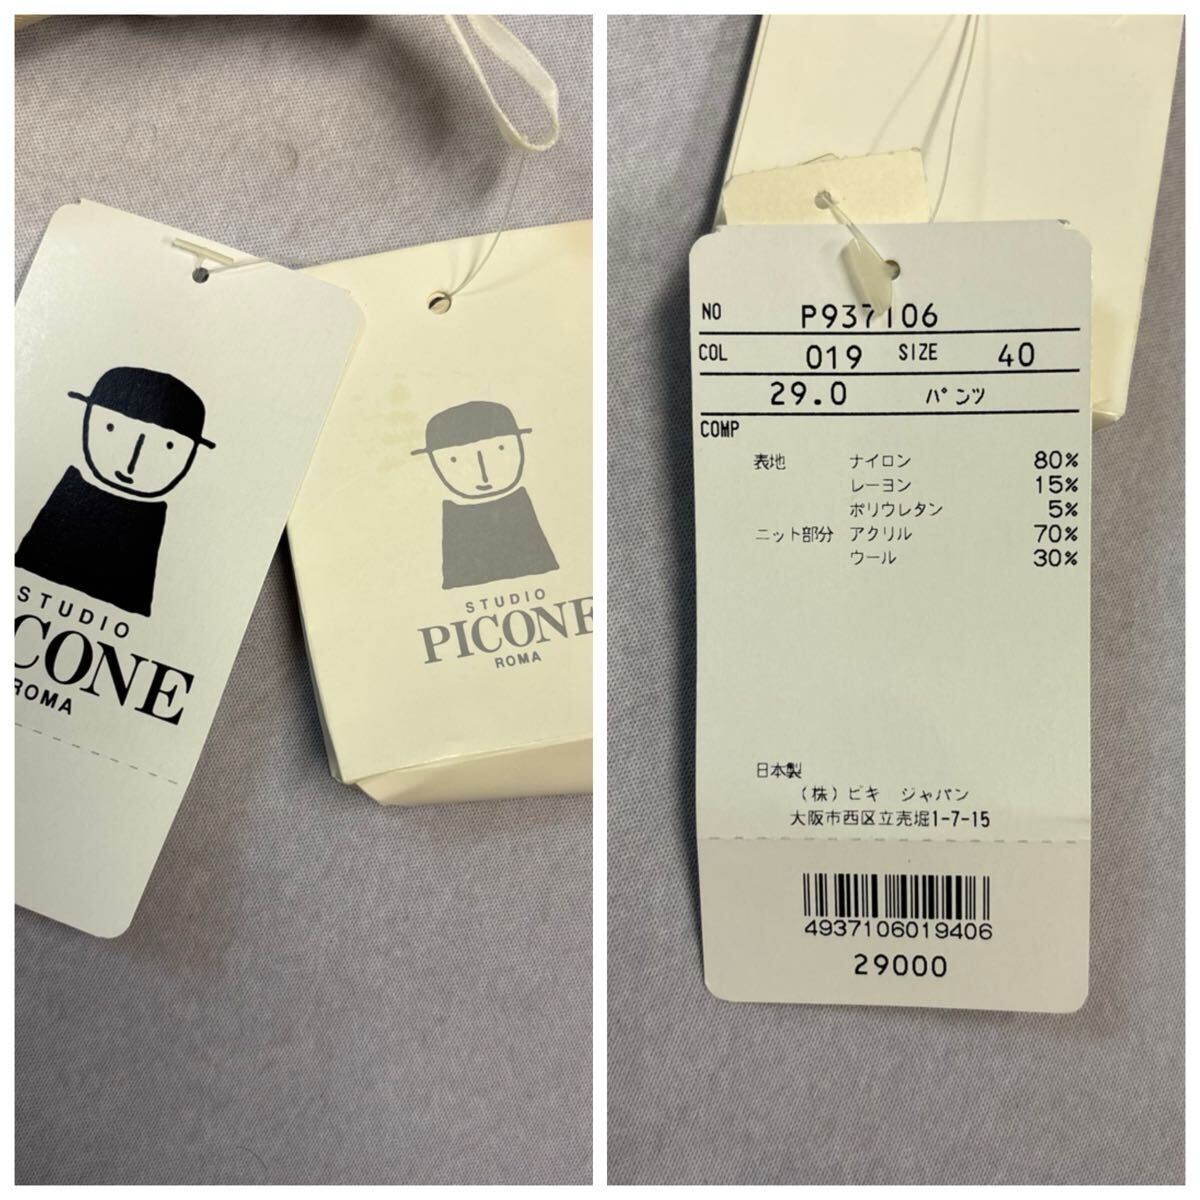 STUDIO
PICONE
ROMA
STUDIO
PICONE
ROMA
NO P937106
COL 019 SIZE 40
29.0 パンツ
COMP
表地 ナイロン 80%
レーヨン 15%
ポリウレタン 5%
ニット部分 アクリル 70%
ウール 30%
日本製
(株)ビキ ジャパン
大阪市西区立売堀1-7-15
4937106019406
29000